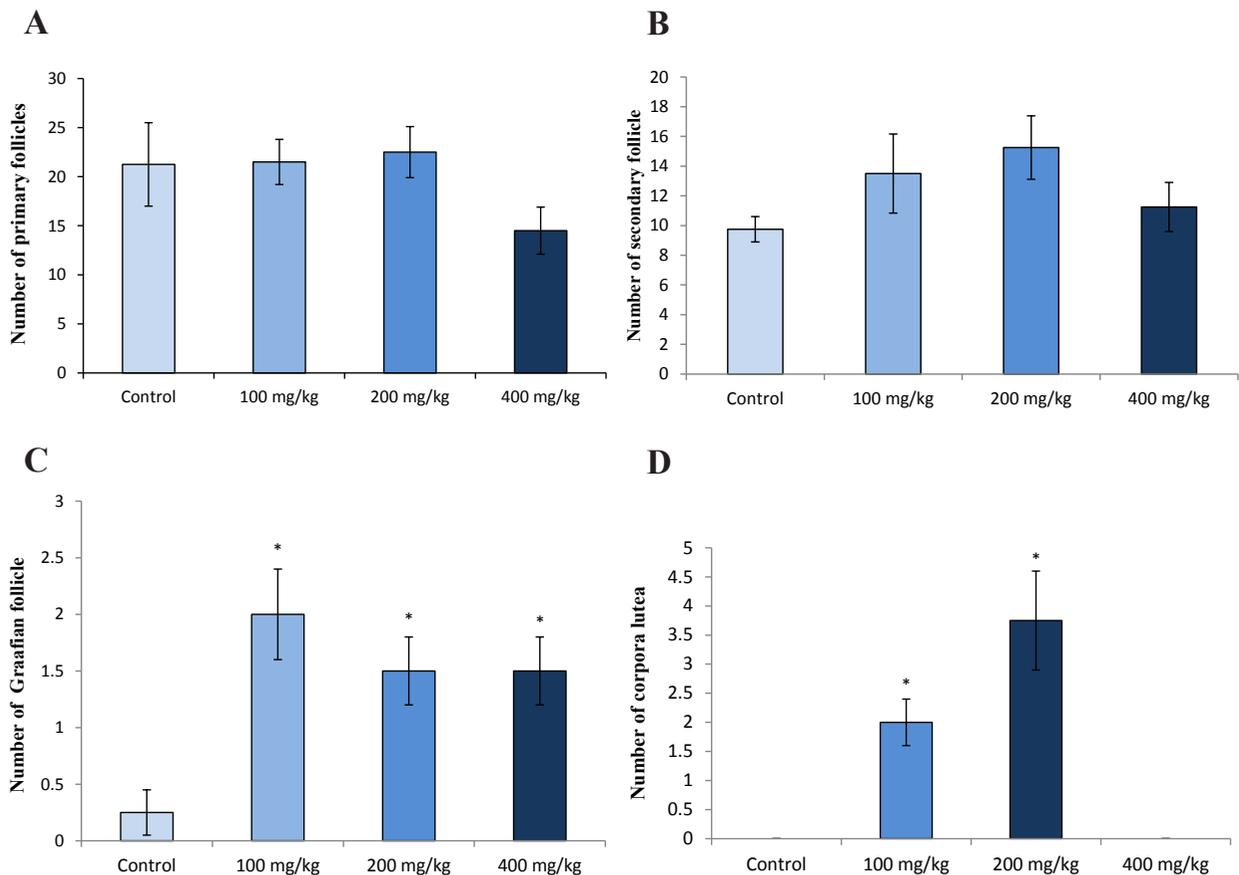 A
Number of primary follicles
30
25
20
15
10
5
0
Control 100 mg/kg 200 mg/kg 400 mg/kg
B
Number of secondary follicle
20
18
16
14
12
10
8
6
4
2
0
Control 100 mg/kg 200 mg/kg 400 mg/kg
C
Number of Graafian follicle
3
2.5
2
1.5
1
0.5
0
* * *
Control 100 mg/kg 200 mg/kg 400 mg/kg
D
Number of corpora lutea
5
4.5
4
3.5
3
2.5
2
1.5
1
0.5
0
* *
Control 100 mg/kg 200 mg/kg 400 mg/kg